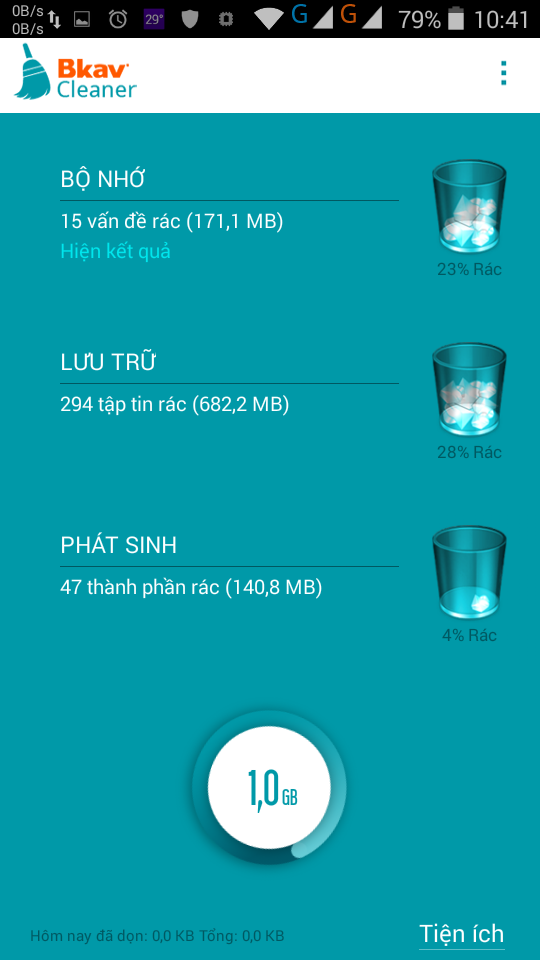 0B/s
0B/s
29°
G
G
79%
10:41
Bkav
Cleaner
BỘ NHỚ
15 vấn đề rác (171,1 MB)
Hiện kết quả
23% Rác
LƯU TRỮ
294 tập tin rác (682,2 MB)
28% Rác
PHÁT SINH
47 thành phần rác (140,8 MB)
4% Rác
1,0 GB
Hôm nay đã dọn: 0,0 KB Tổng: 0,0 KB
Tiện ích